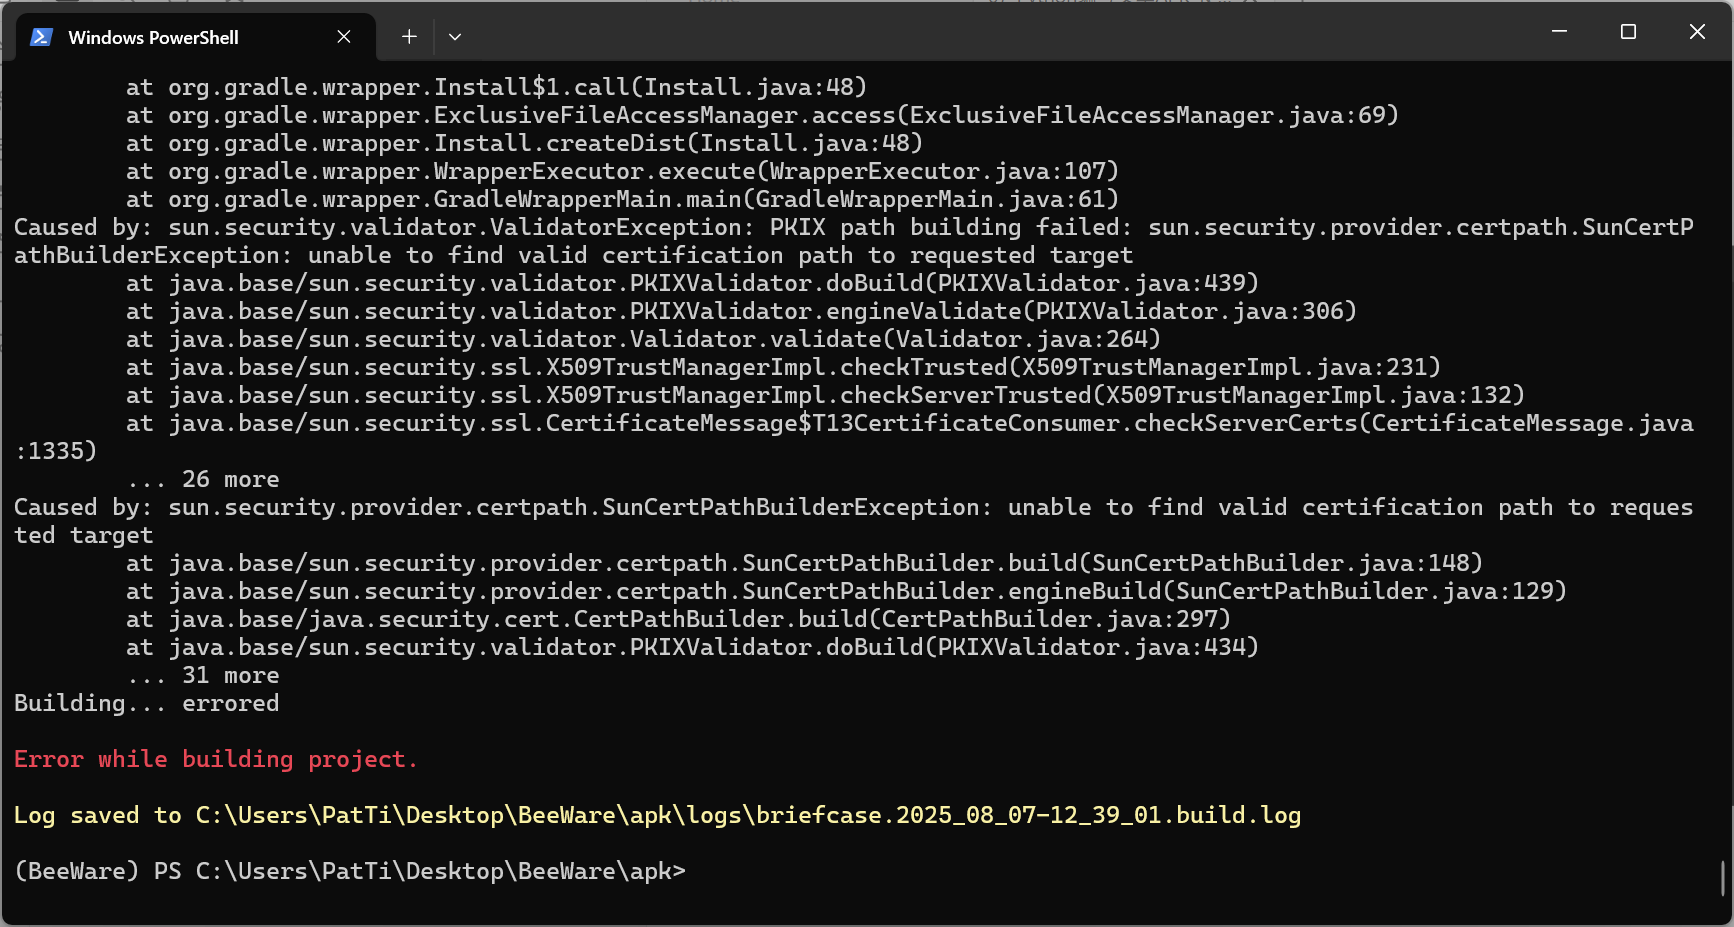 Windows PowerShell
at org.gradle.wrapper.Install$1.call(Install.java:48)
at org.gradle.wrapper.ExclusiveFileAccessManager.access(ExclusiveFileAccessManager.java:69)
at org.gradle.wrapper.Install.createDist(Install.java:48)
at org.gradle.wrapper.WrapperExecutor.execute(WrapperExecutor.java:107)
at org.gradle.wrapper.GradleWrapperMain.main(GradleWrapperMain.java:61)
Caused by: sun.security.validator.ValidatorException: PKIX path building failed: sun.security.provider.certpath.SunCertP
athBuilderException: unable to find valid certification path to requested target
at java.base/sun.security.validator.PKIXValidator.doBuild(PKIXValidator.java:439)
at java.base/sun.security.validator.PKIXValidator.engineValidate(PKIXValidator.java:306)
at java.base/sun.security.validator.Validator.validate(Validator.java:264)
at java.base/sun.security.ssl.X509TrustManagerImpl.checkTrusted(X509TrustManagerImpl.java:231)
at java.base/sun.security.ssl.X509TrustManagerImpl.checkServerTrusted(X509TrustManagerImpl.java:132)
at java.base/sun.security.ssl.CertificateMessage$T13CertificateConsumer.checkServerCerts(CertificateMessage.java
:1335)
... 26 more
Caused by: sun.security.provider.certpath.SunCertPathBuilderException: unable to find valid certification path to reques
ted target
at java.base/sun.security.provider.certpath.SunCertPathBuilder.build(SunCertPathBuilder.java:148)
at java.base/sun.security.provider.certpath.SunCertPathBuilder.engineBuild(SunCertPathBuilder.java:129)
at java.base/java.security.cert.CertPathBuilder.build(CertPathBuilder.java:297)
at java.base/sun.security.validator.PKIXValidator.doBuild(PKIXValidator.java:434)
... 31 more
Building... errored
Error while building project.
Log saved to C:\Users\PatTi\Desktop\BeeWare\apk\logs\briefcase.2025_08_07-12_39_01.build.log
(BeeWare) PS C:\Users\PatTi\Desktop\BeeWare\apk>